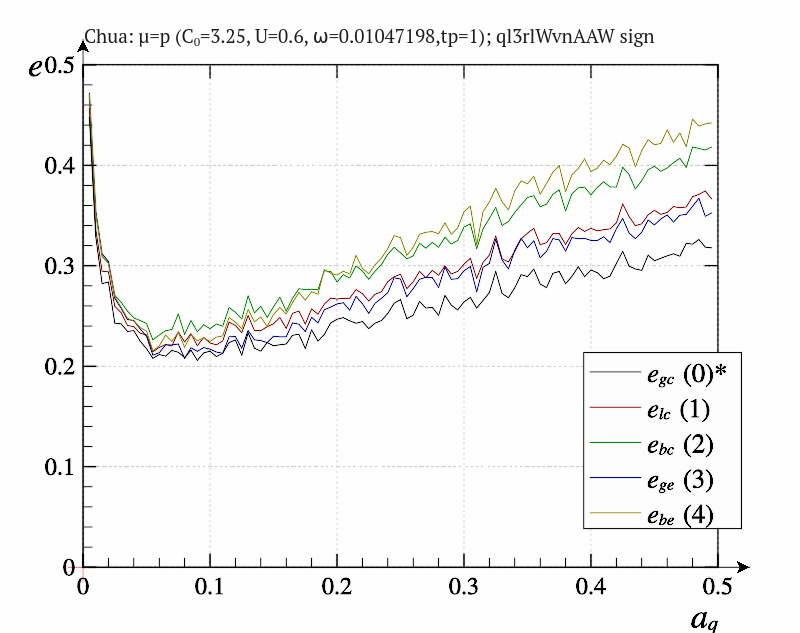 Chua: μ=p (C₀=3.25, U=0.6, ω=0.01047198,tp=1); ql3rlWvnAAW sign
e
0.5
0.4
0.3
0.2
0.1
0
0 0.1 0.2 0.3 0.4 0.5
a_q
e_gc (0)*
e_lc (1)
e_bc (2)
e_ge (3)
e_be (4)